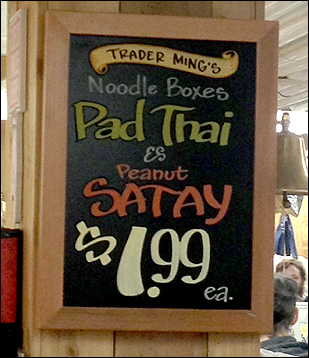 TRADER MING'S
Noodle Boxes
Pad Thai
&
Peanut
SATAY
$1.99
ea.